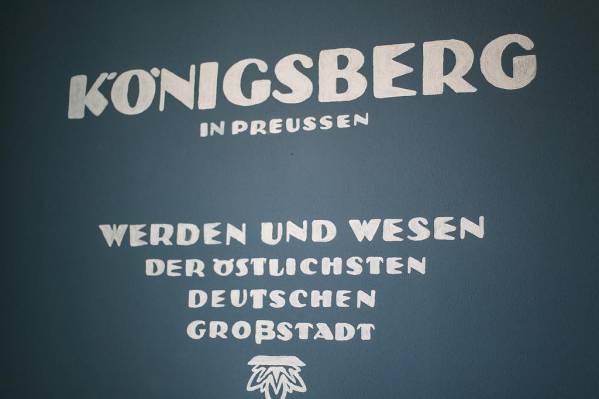 KÖNIGSBERG
IN PREUSSEN
WERDEN UND WESEN
DER ÖSTLICHSTEN
DEUTSCHEN
GROßSTADT